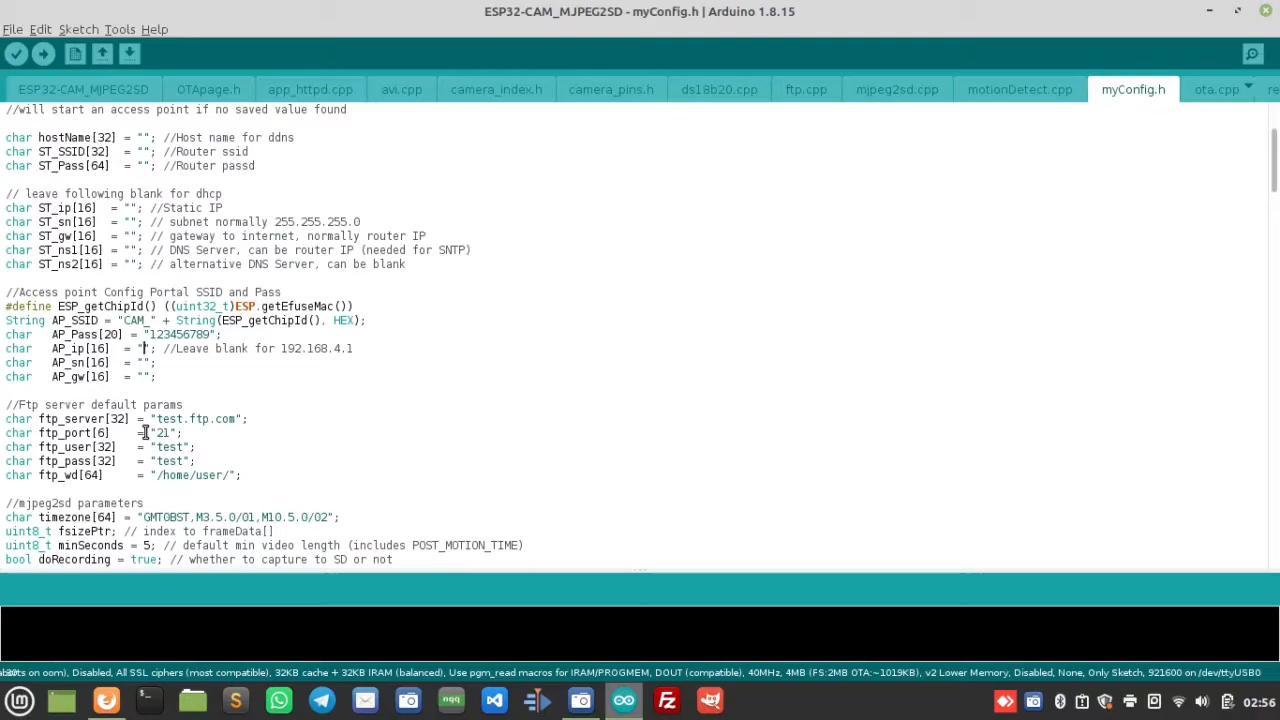 ESP32-CAM_MJPEG2SD - myConfig.h | Arduino 1.8.15
File Edit Sketch Tools Help
ESP32-CAM_MJPEG2SD OTApage.h app_httpd.cpp avi.cpp camera_index.h camera_pins.h ds18b20.cpp ftp.cpp mjpeg2sd.cpp motionDetect.cpp myConfig.h ota.cpp re
//will start an access point if no saved value found
char hostName[32] = ""; //Host name for ddns
char ST_SSID[32]  = ""; //Router ssid
char ST_Pass[64]  = ""; //Router passd
// leave following blank for dhcp
char ST_ip[16]  = ""; //Static IP
char ST_sn[16]  = ""; // subnet normally 255.255.255.0
char ST_gw[16]  = ""; // gateway to internet, normally router IP
char ST_ns1[16] = ""; // DNS Server, can be router IP (needed for SNTP)
char ST_ns2[16] = ""; // alternative DNS Server, can be blank
//Access point Config Portal SSID and Pass
#define ESP_getChipId() ((uint32_t)ESP.getEfuseMac())
String AP_SSID = "CAM_" + String(ESP_getChipId(), HEX);
char   AP_Pass[20] = "123456789";
char   AP_ip[16]  = ""; //Leave blank for 192.168.4.1
char   AP_sn[16]  = "";
char   AP_gw[16]  = "";
//Ftp server default params
char ftp_server[32] = "test.ftp.com";
char ftp_port[6]    = "21";
char ftp_user[32]   = "test";
char ftp_pass[32]   = "test";
char ftp_wd[64]     = "/home/user/";
//mjpeg2sd parameters
char timezone[64] = "GMT0BST,M3.5.0/01,M10.5.0/02";
uint8_t fsizePtr; // index to frameData[]
uint8_t minSeconds = 5; // default min video length (includes POST_MOTION_TIME)
bool doRecording = true; // whether to capture to SD or not
aborts on oom), Disabled, All SSL ciphers (most compatible), 32KB cache + 32KB IRAM (balanced), Use pgm_read macros for IRAM/PROGMEM, DOUT (compatible), 40MHz, 4MB (FS:2MB OTA:~1019KB), v2 Lower Memory, Disabled, None, Only Sketch, 921600 on /dev/ttyUSB0
nqq
02:56